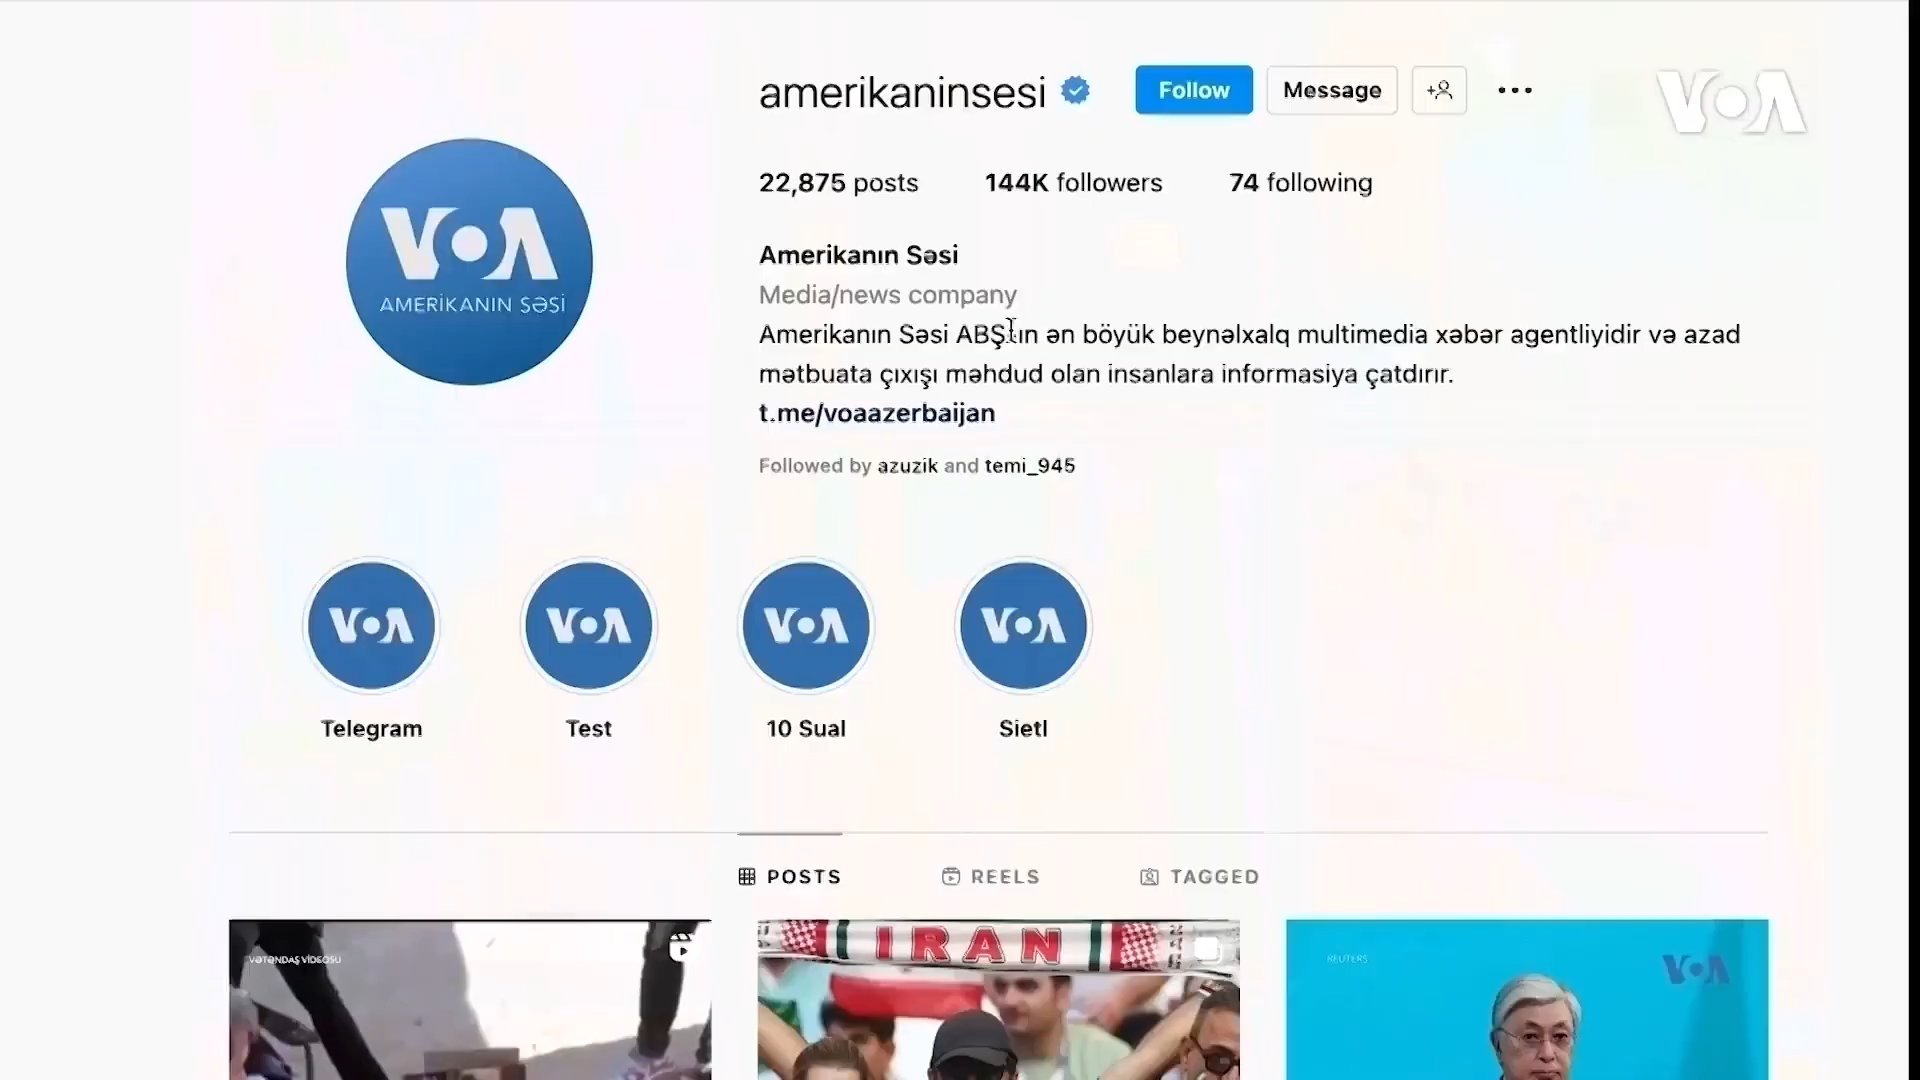 amerikaninsesi
Follow
Message
VOA
22,875 posts
144K followers
74 following
VOA
AMERİKANIN SƏSİ
Amerikanın Səsi
Media/news company
Amerikanın Səsi ABŞ-ın ən böyük beynəlxalq multimedia xəbər agentliyidir və azad
mətbuata çıxışı məhdud olan insanlara informasiya çatdırır.
t.me/voaazerbaijan
Followed by azuzik and temi_945
VOA
VOA
VOA
VOA
Telegram
Test
10 Sual
Sietl
POSTS
REELS
TAGGED
VƏTƏNDAŞ VİDEOSU
IRAN
REUTERS
VOA